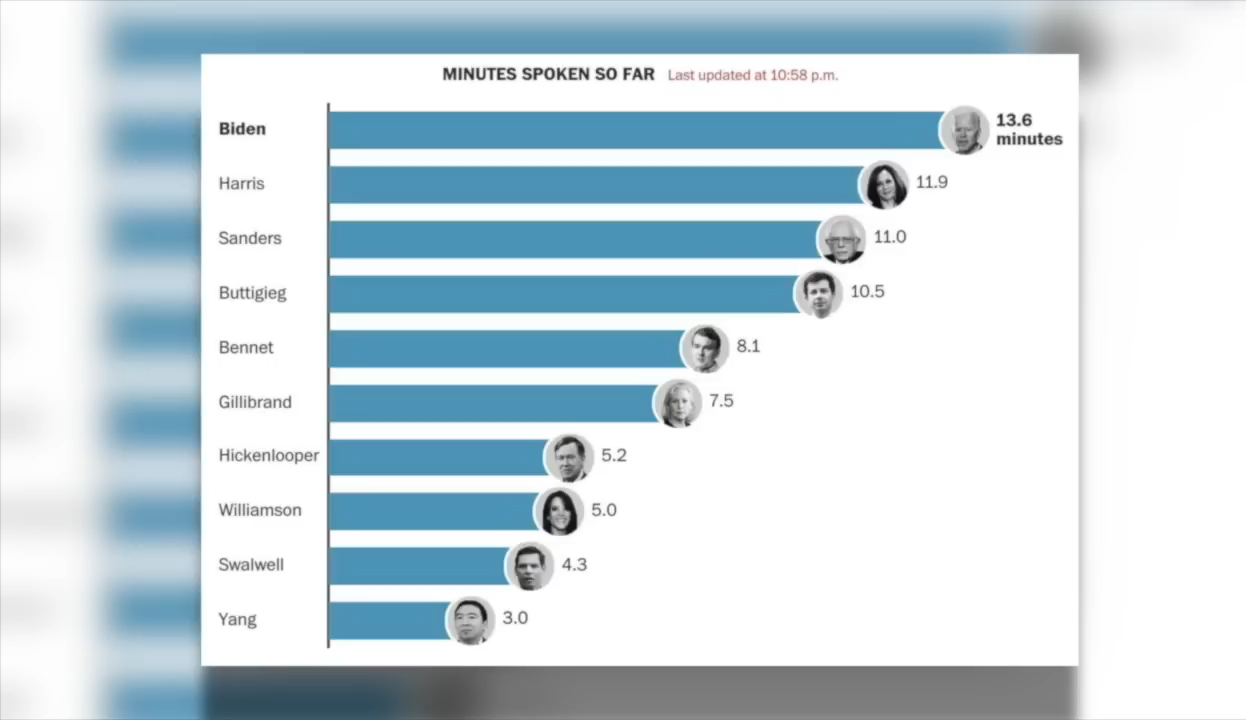 MINUTES SPOKEN SO FAR Last updated at 10:58 p.m.
Biden 13.6 minutes
Harris 11.9
Sanders 11.0
Buttigieg 10.5
Bennet 8.1
Gillibrand 7.5
Hickenlooper 5.2
Williamson 5.0
Swalwell 4.3
Yang 3.0